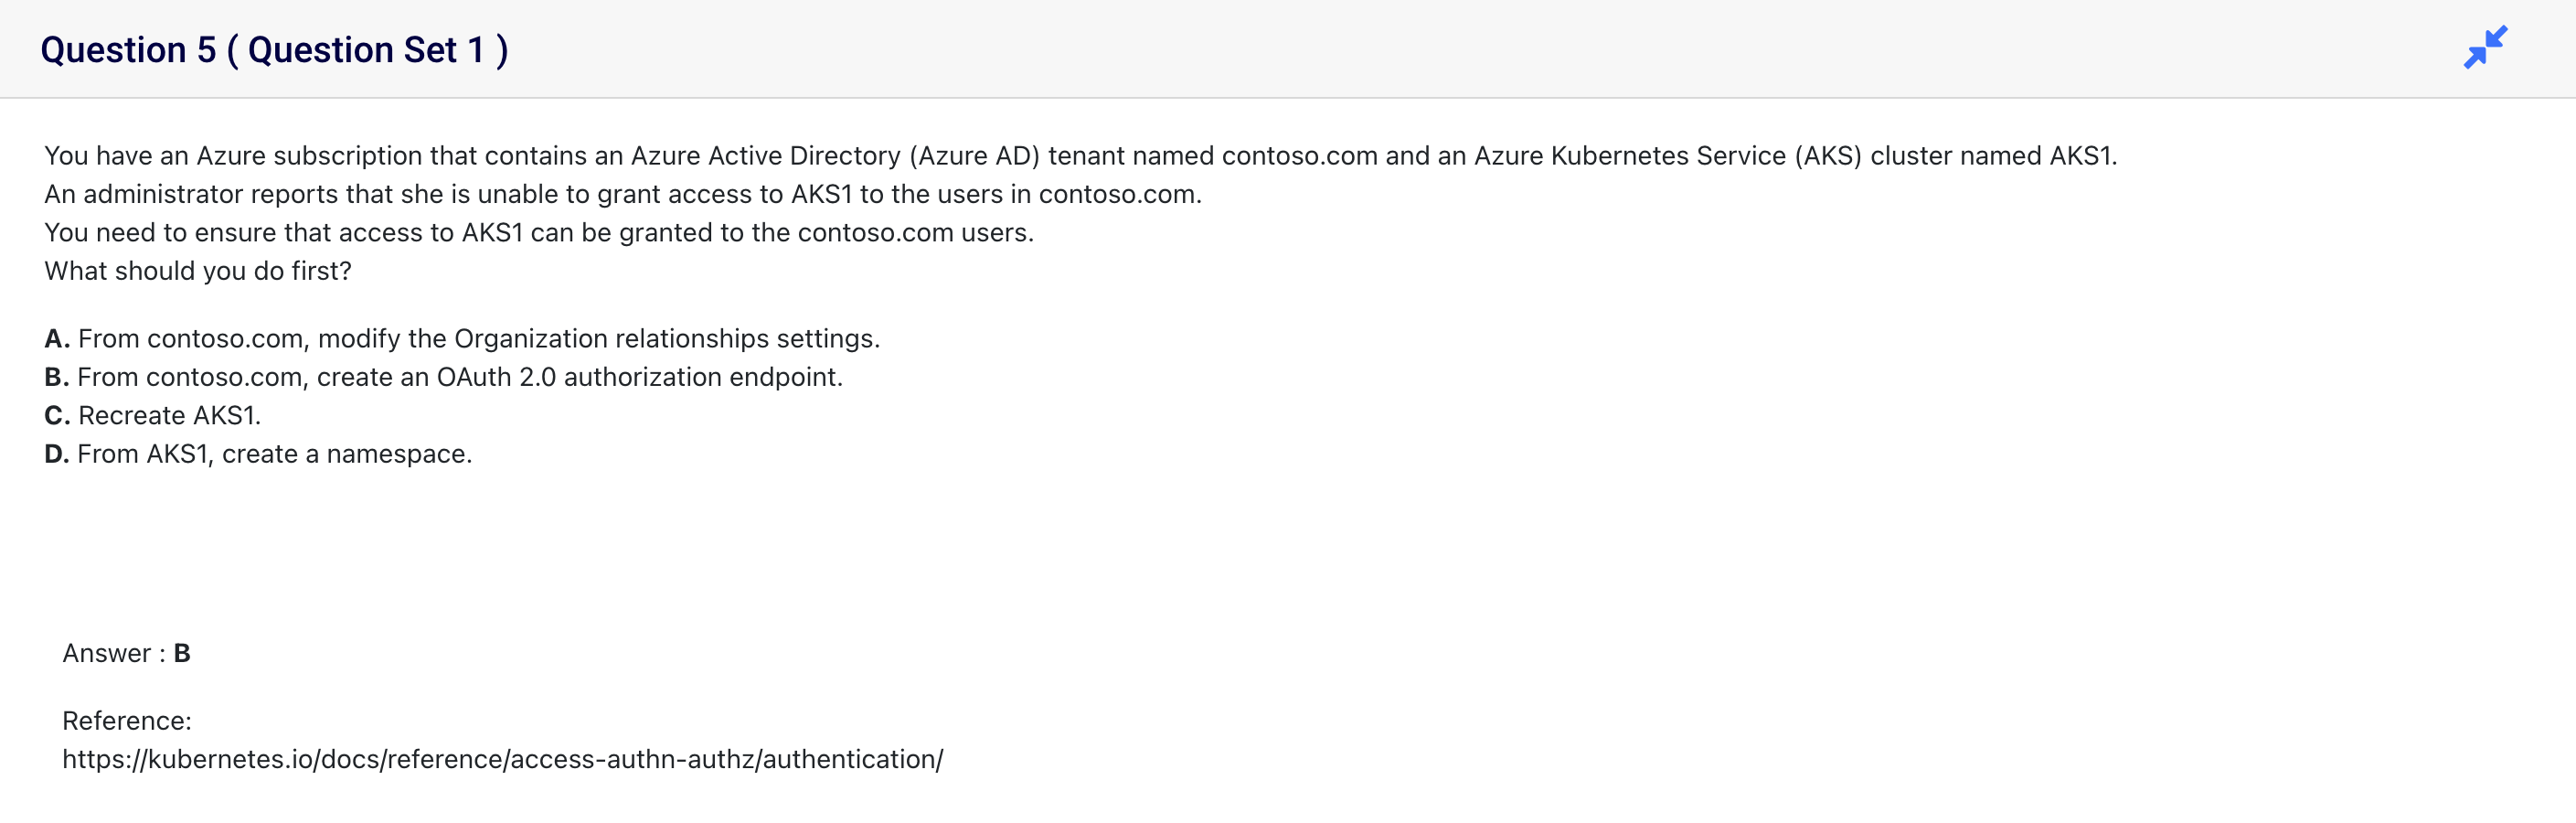 Question 5 ( Question Set 1 )
You have an Azure subscription that contains an Azure Active Directory (Azure AD) tenant named contoso.com and an Azure Kubernetes Service (AKS) cluster named AKS1.
An administrator reports that she is unable to grant access to AKS1 to the users in contoso.com.
You need to ensure that access to AKS1 can be granted to the contoso.com users.
What should you do first?
A. From contoso.com, modify the Organization relationships settings.
B. From contoso.com, create an OAuth 2.0 authorization endpoint.
C. Recreate AKS1.
D. From AKS1, create a namespace.
Answer : B
Reference:
https://kubernetes.io/docs/reference/access-authn-authz/authentication/